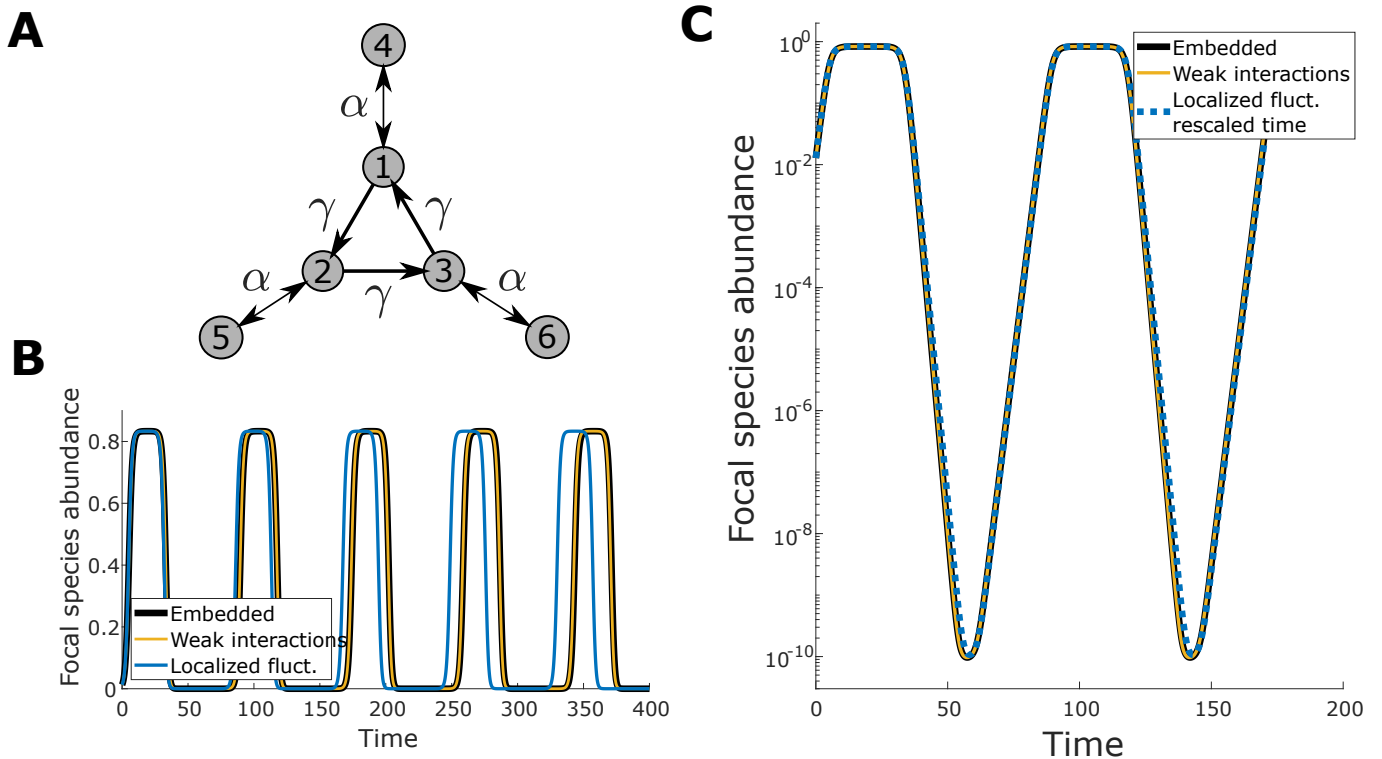 A
4
α
1
γ
γ
2
3
α
γ
α
5
6
B
Focal species abundance
0.8
0.6
0.4
0.2
0
Embedded
Weak interactions
Localized fluct.
0
50
100
150
200
250
300
350
400
Time
C
Focal species abundance
10^0
10^-2
10^-4
10^-6
10^-8
10^-10
Embedded
Weak interactions
Localized fluct.
rescaled time
0
50
100
150
200
Time